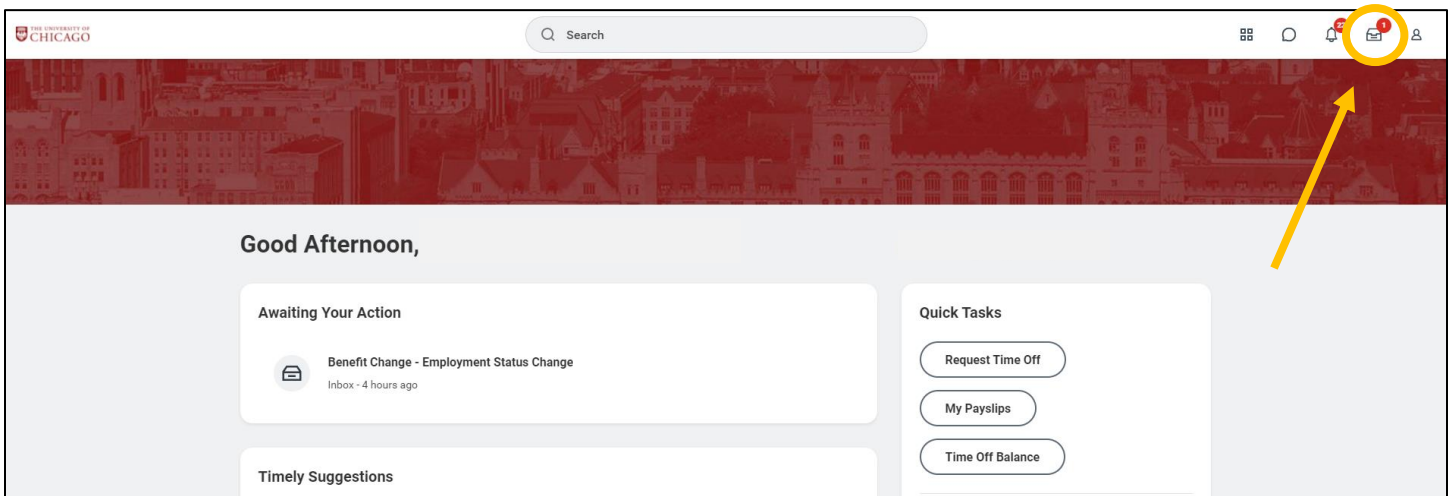 THE UNIVERSITY OF
CHICAGO
Search
1
Good Afternoon,
Awaiting Your Action
Benefit Change - Employment Status Change
Inbox - 4 hours ago
Timely Suggestions
Quick Tasks
Request Time Off
My Payslips
Time Off Balance